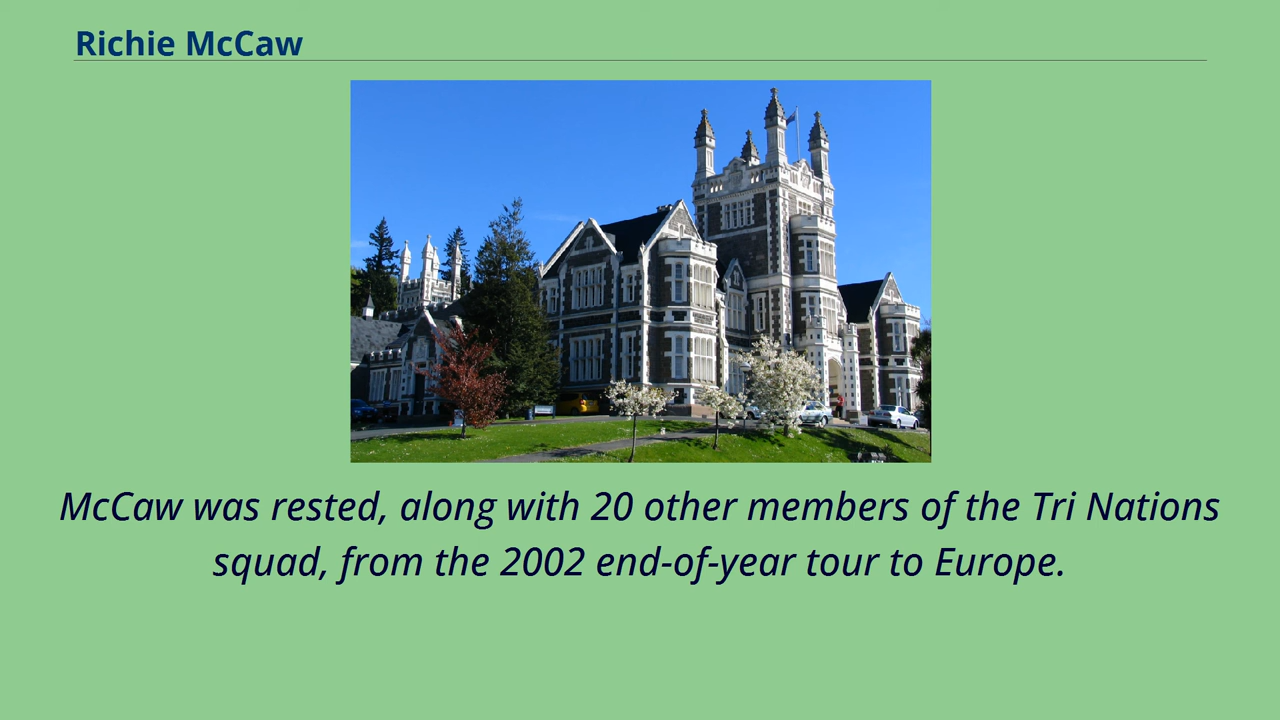 Richie McCaw
McCaw was rested, along with 20 other members of the Tri Nations
squad, from the 2002 end-of-year tour to Europe.